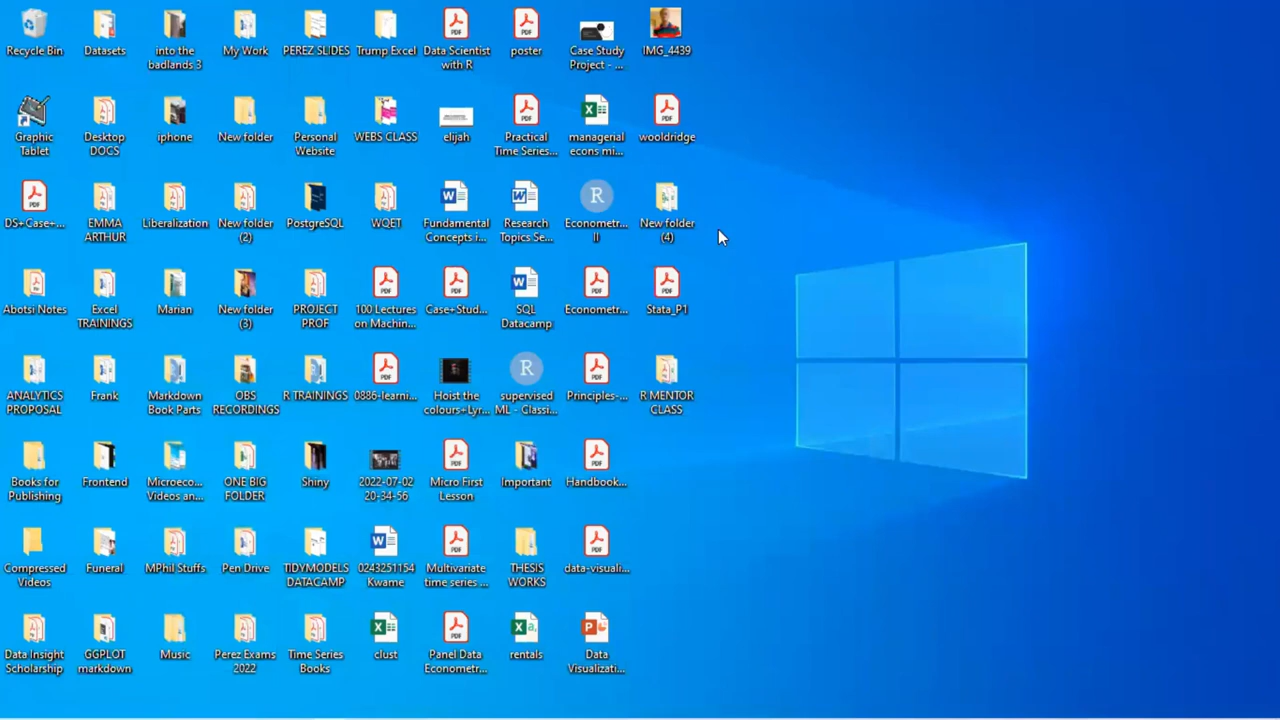 Recycle Bin
Datasets
into the
badlands 3
My Work
PEREZ SLIDES
Trump Excel
Data Scientist
with R
poster
Case Study
Project - ...
IMG_4439
Graphic
Tablet
Desktop
DOCS
iphone
New folder
Personal
Website
WEBS CLASS
elijah
Practical
Time Series...
managerial
econs mi...
wooldridge
DS+Case+...
EMMA
ARTHUR
Liberalization
New folder
(2)
PostgreSQL
WQET
Fundamental
Concepts i...
Research
Topics Se...
Econometr...
II
New folder
(4)
Abotsi Notes
Excel
TRAININGS
Marian
New folder
(3)
PROJECT
PROF
100 Lectures
on Machin...
Case+Stud...
SQL
Datacamp
Econometr...
Stata_P1
ANALYTICS
PROPOSAL
Frank
Markdown
Book Parts
OBS
RECORDINGS
R TRAININGS
0886-learni...
Hoist the
colours+Lyr...
supervised
ML - Classi...
Principles-...
R MENTOR
CLASS
Books for
Publishing
Frontend
Microeco...
Videos an...
ONE BIG
FOLDER
Shiny
2022-07-02
20-34-56
Micro First
Lesson
Important
Handbook...
Compressed
Videos
Funeral
MPhil Stuffs
Pen Drive
TIDYMODELS
DATACAMP
0243251154
Kwame
Multivariate
time series ...
THESIS
WORKS
data-visuali...
Data Insight
Scholarship
GGPLOT
markdown
Music
Perez Exams
2022
Time Series
Books
clust
Panel Data
Econometr...
rentals
Data
Visualizati...